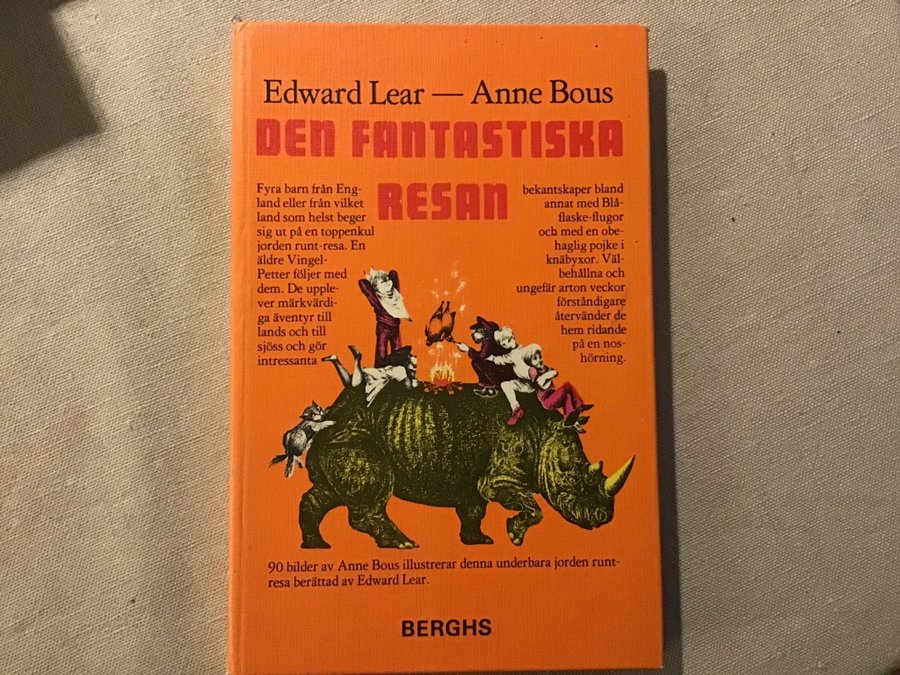 Edward Lear — Anne Bous
DEN FANTASTISKA
RESAN
Fyra barn från Eng-
land eller från vilket
land som helst beger
sig ut på en toppenkul
jorden runt-resa. En
äldre Vingel-
Petter följer med
dem. De upple-
ver märkvärdi-
ga äventyr till
lands och till
sjöss och gör
intressanta
bekantskaper bland
annat med Blå-
flaske-flugor
och med en obe-
haglig pojke i
knäbyxor. Väl-
behållna och
ungefär arton veckor
förståndigare
återvänder de
hem ridande
på en nos-
hörning.
90 bilder av Anne Bous illustrerar denna underbara jorden runt-
resa berättad av Edward Lear.
BERGHS